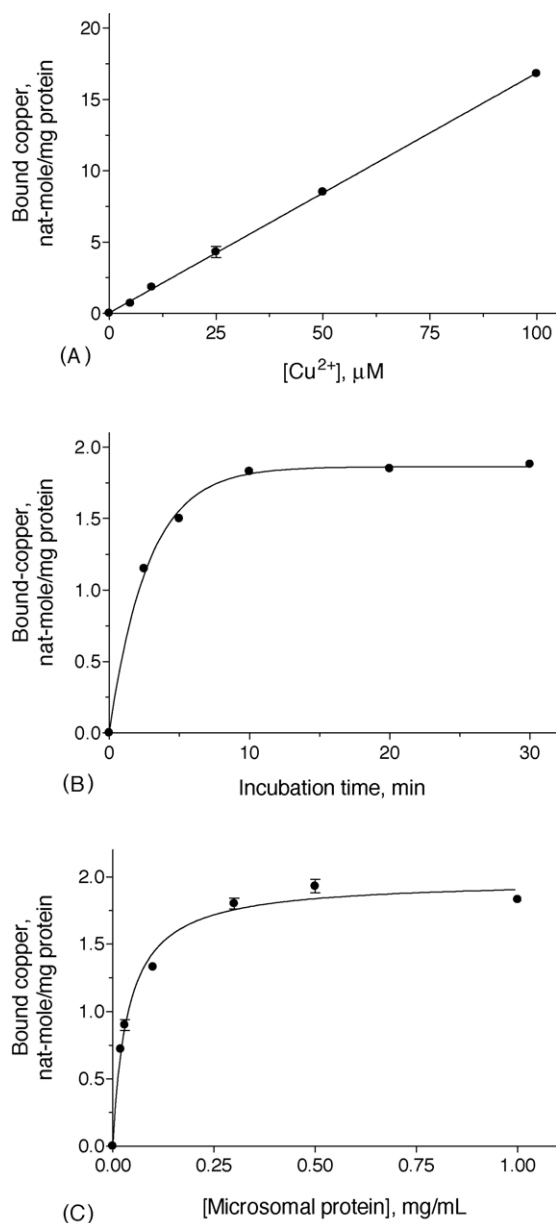 Bound copper,
nat-mole/mg protein
20
15
10
5
0
0 25 50 75 100
(A)
[Cu²⁺], µM
Bound-copper,
nat-mole/mg protein
2.0
1.5
1.0
0.5
0.0
0 10 20 30
(B)
Incubation time, min
Bound copper,
nat-mole/mg protein
2.0
1.5
1.0
0.5
0.0
0.00 0.25 0.50 0.75 1.00
(C)
[Microsomal protein], mg/mL